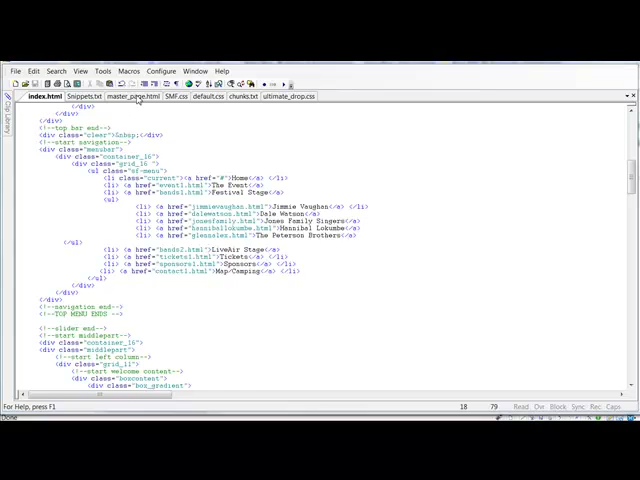 File Edit Search View Tools Macros Configure Window Help
index.html Snippets.txt master_page.html SMF.css default.css chunks.txt ultimate_drop.css
Clip Library
</div>
</div>
<!--top bar end-->
<div class="clear">&nbsp;</div>
<!--start navigation-->
<div class="menubar">
<div class="container_16">
<div class="grid_16 ">
<ul class="sf-menu">
<li class="current"><a href="#">Home</a> </li>
<li> <a href="event1.html">The Event</a> </li>
<li> <a href="bands1.html">Festival Stage</a> </li>
<ul>
<li> <a href="jimmievaughan.html">Jimmie Vaughan</a> </li>
<li> <a href="dalewatson.html">Dale Watson</a> </li>
<li> <a href="jonesfamily.html">Jones Family Singers</a> </li>
<li> <a href="hanniballokumbe.html">Hannibal Lokumbe</a> </li>
<li> <a href="glennalex.html">The Peterson Brothers</a> </li>
</ul>
<li> <a href="bands2.html">LiveAir Stage</a> </li>
<li> <a href="tickets1.html">Tickets</a> </li>
<li> <a href="sponsors1.html">Sponsors</a> </li>
<li> <a href="contact1.html">Map/Camping</a> </li>
</ul>
</div>
</div>
<!--navigation end-->
<!--TOP MENU ENDS -->
<!--slider end-->
<!--start middlepart-->
<div class="container_16">
<div class="middlepart">
<!--start left column-->
<div class="grid_11">
<!--start welcome content-->
<div class="boxcontent">
<div class="box_gradient">
For Help, press F1 18 79 Read Ovr Block Sync Rec Caps
Done